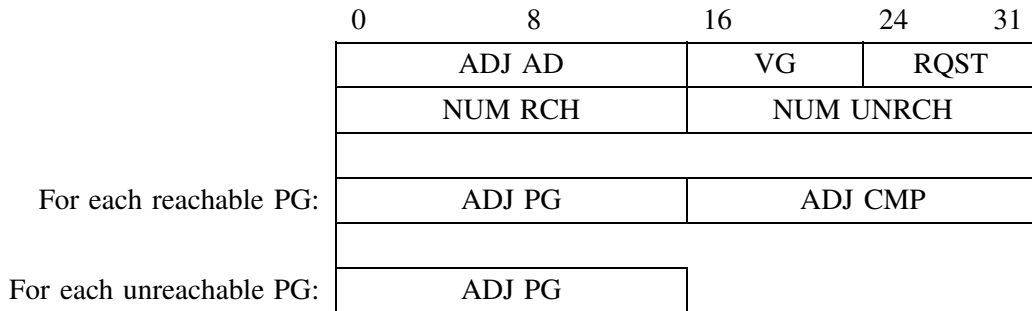 0 8 16 24 31
ADJ AD VG RQST
NUM RCH NUM UNRCH
For each reachable PG: ADJ PG ADJ CMP
For each unreachable PG: ADJ PG